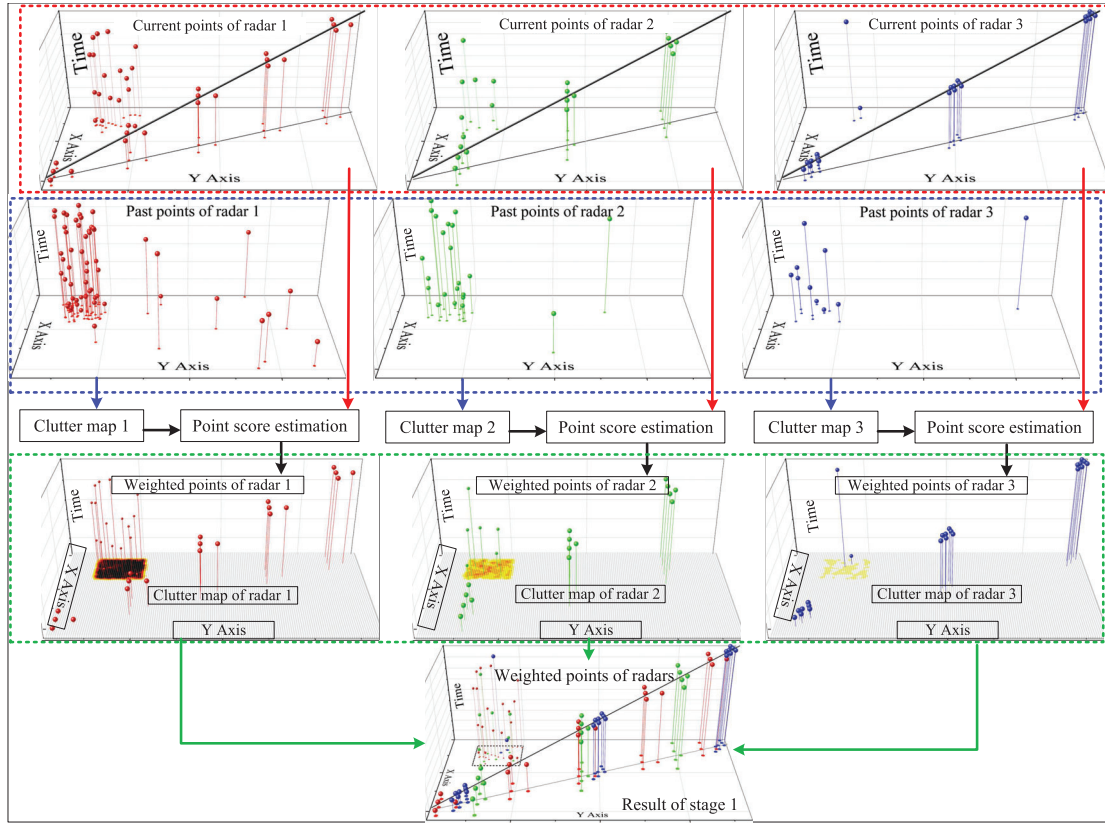 Current points of radar 1
Time
X Axis
Y Axis
Current points of radar 2
Time
X Axis
Y Axis
Current points of radar 3
Time
X Axis
Y Axis
Past points of radar 1
Time
X Axis
Y Axis
Past points of radar 2
Time
X Axis
Y Axis
Past points of radar 3
Time
X Axis
Y Axis
Clutter map 1
Point score estimation
Clutter map 2
Point score estimation
Clutter map 3
Point score estimation
Weighted points of radar 1
Time
X Axis
Clutter map of radar 1
Y Axis
Weighted points of radar 2
Time
X Axis
Clutter map of radar 2
Y Axis
Weighted points of radar 3
Time
X Axis
Clutter map of radar 3
Y Axis
Weighted points of radars
Time
X Axis
Result of stage 1
Y Axis